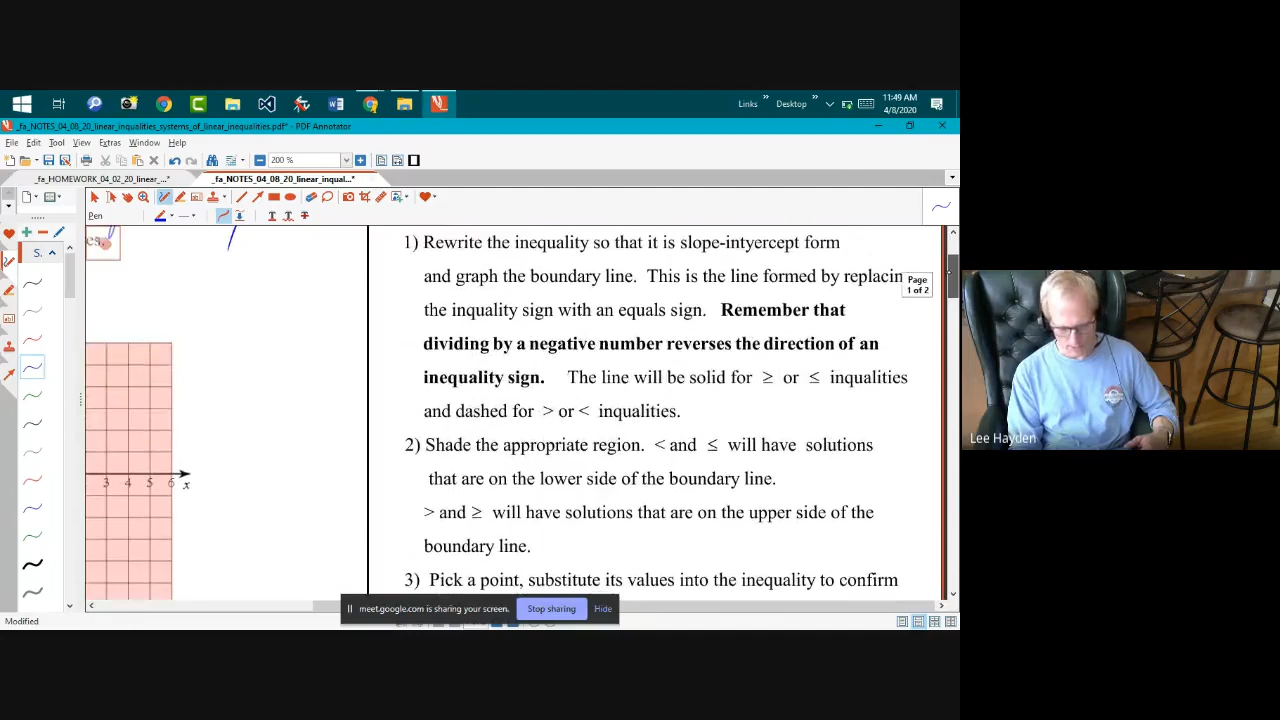 Links
Desktop
11:49 AM
4/8/2020
_fa_NOTES_04_08_20_linear_inqualities_systems_of_linear_inequalities.pdf* - PDF Annotator
File Edit Tool View Extras Window Help
200 %
_fa_HOMEWORK_04_02_20_linear_...*
_fa_NOTES_04_08_20_linear_inqual...*
Pen
S.
es.
1) Rewrite the inequality so that it is slope-intyercept form
and graph the boundary line. This is the line formed by replacin
Page
1 of 2
the inquality sign with an equals sign. Remember that
dividing by a negative number reverses the direction of an
inequality sign. The line will be solid for ≥ or ≤ inqualities
and dashed for > or < inqualities.
2) Shade the appropriate region. < and ≤ will have solutions
that are on the lower side of the boundary line.
> and ≥ will have solutions that are on the upper side of the
boundary line.
3) Pick a point, substitute its values into the inequality to confirm
3 4 5 6 x
meet.google.com is sharing your screen. Stop sharing Hide
Modified
Lee Hayden